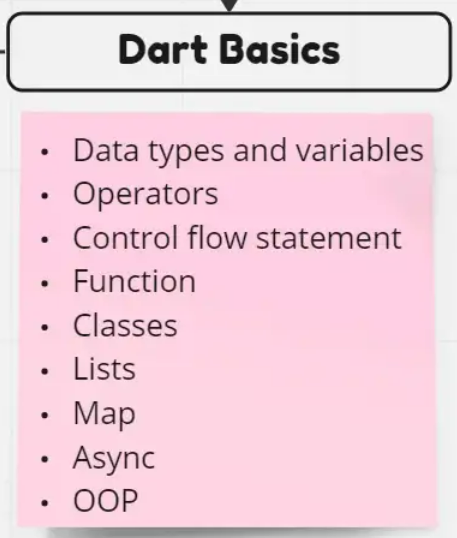 Dart Basics
• Data types and variables
• Operators
• Control flow statement
• Function
• Classes
• Lists
• Map
• Async
• OOP